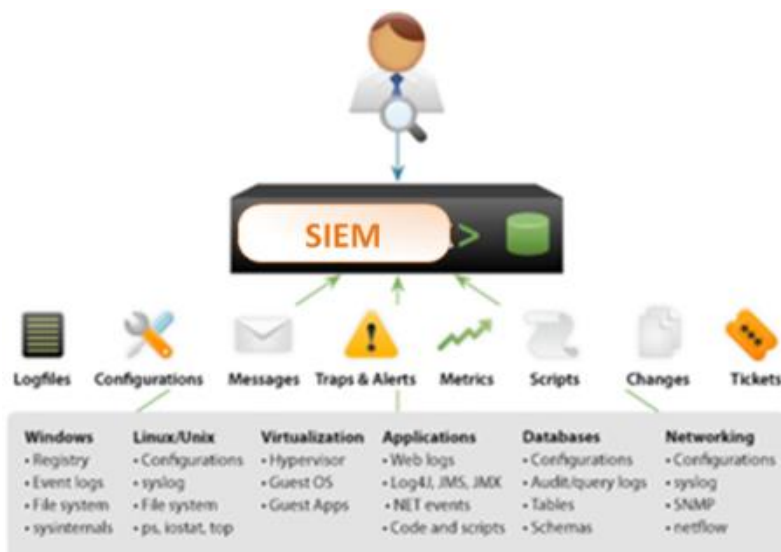 SIEM
>
Logfiles Configurations Messages Traps & Alerts Metrics Scripts Changes Tickets
Windows Linux/Unix Virtualization Applications Databases Networking
• Registry • Configurations • Hypervisor • Web logs • Configurations • Configurations
• Event logs • syslog • Guest OS • Log4J, JMS, JMX • Audit/query logs • syslog
• File system • File system • Guest Apps • .NET events • Tables • SNMP
• sysinternals • ps, iostat, top • Code and scripts • Schemas • netflow